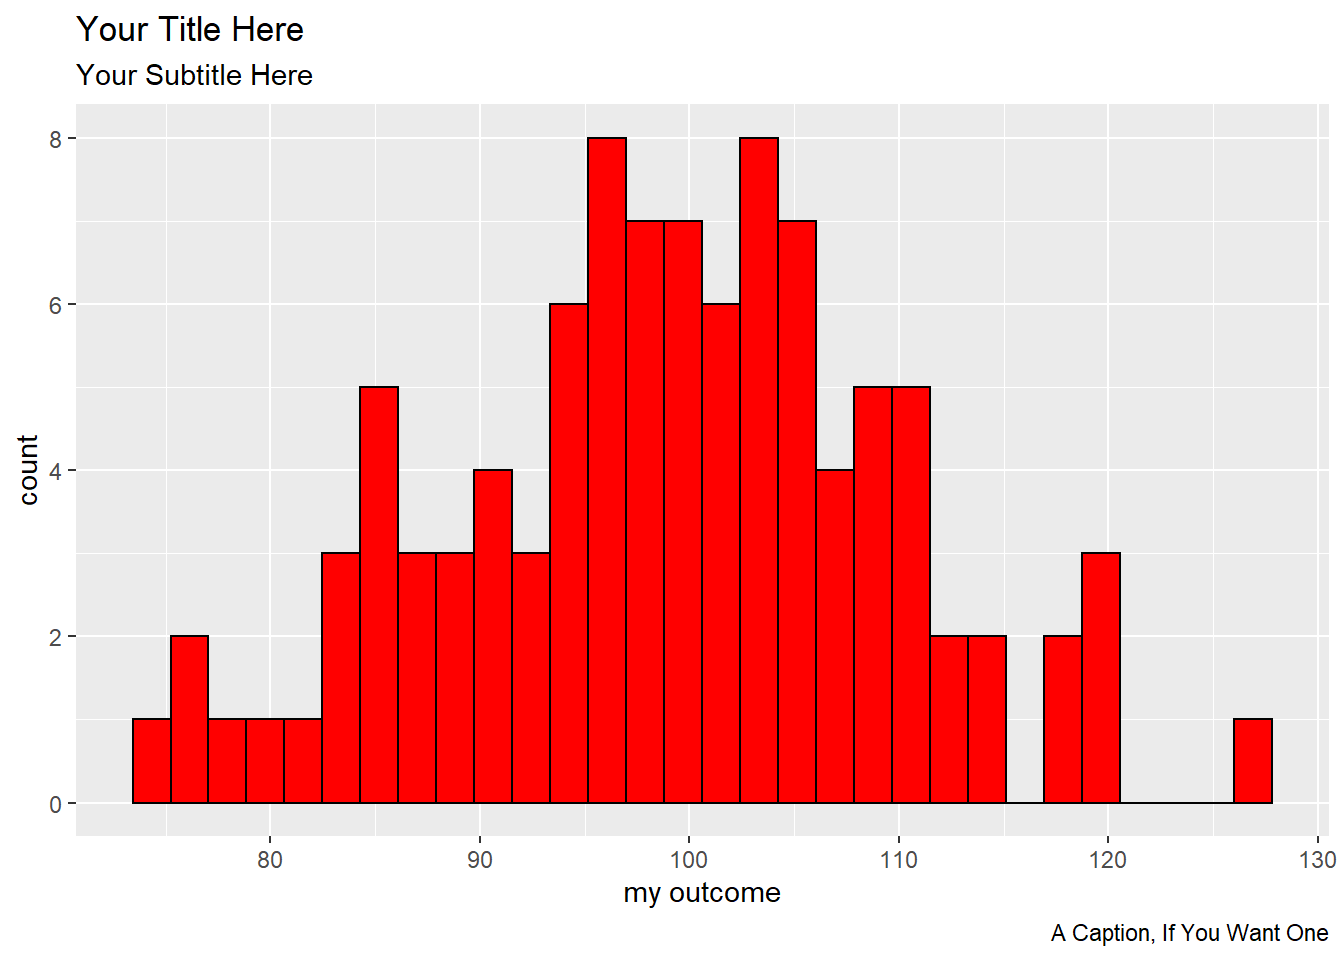 Your Title Here
Your Subtitle Here
8
6
4
2
0
count
80 90 100 110 120 130
my outcome
A Caption, If You Want One